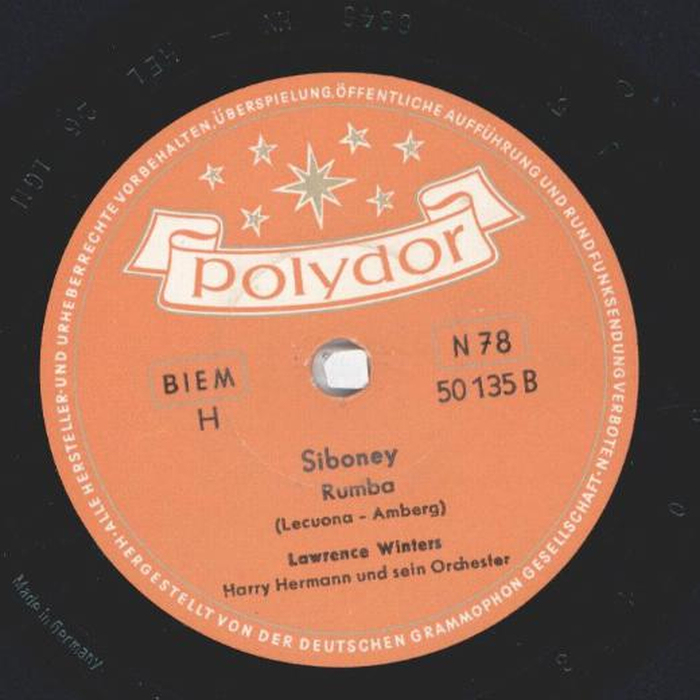 ALLE HERSTELLER-UND URHEBERRECHTE VORBEHALTEN,ÜBERSPIELUNG,ÖFFENTLICHE AUFFÜHRUNG UND RUNDFUNKSENDUNG VERBOTEN·
polydor
BIEM
H
N 78
50 135 B
Siboney
Rumba
(Lecuona - Amberg)
Lawrence Winters
Harry Hermann und sein Orchester
HERGESTELLT VON DER DEUTSCHEN GRAMMOPHON GESELLSCHAFT·
Made in Germany